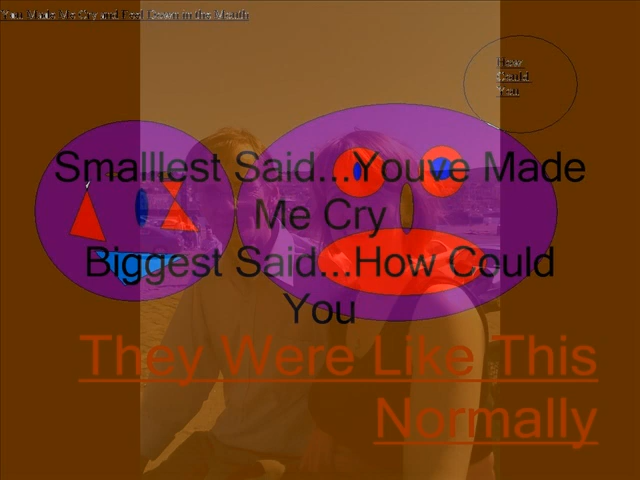 You Made Me Cry and Feel Down in the Mouth
How
Could
You
Smalllest Said...Youve Made
Me Cry
Biggest Said...How Could
You
They Were Like This
Normally